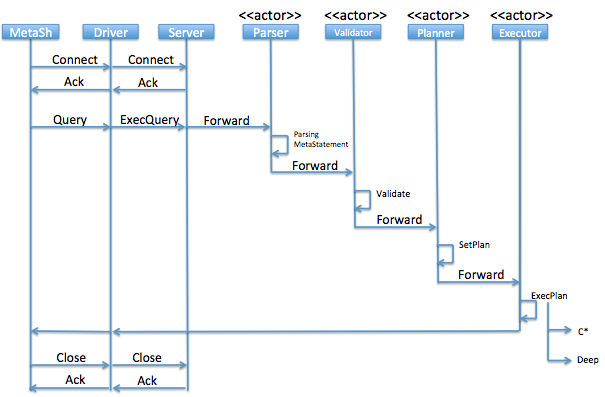 <<actor>> <<actor>> <<actor>> <<actor>>
MetaSh Driver Server Parser Validator Planner Executor
Connect Connect
Ack Ack
Query ExecQuery Forward
Parsing
MetaStatement
Forward
Validate
Forward
SetPlan
Forward
ExecPlan
C*
Close Close
Deep
Ack Ack